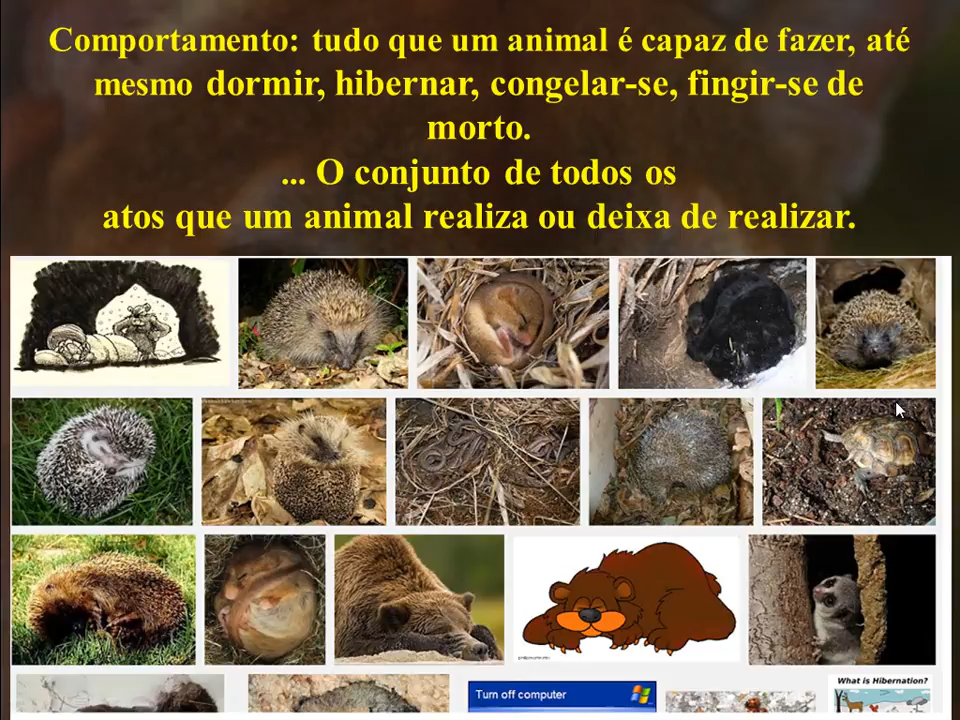 Comportamento: tudo que um animal é capaz de fazer, até
mesmo dormir, hibernar, congelar-se, fingir-se de
morto.
... O conjunto de todos os
atos que um animal realiza ou deixa de realizar.
Turn off computer
What is Hibernation?